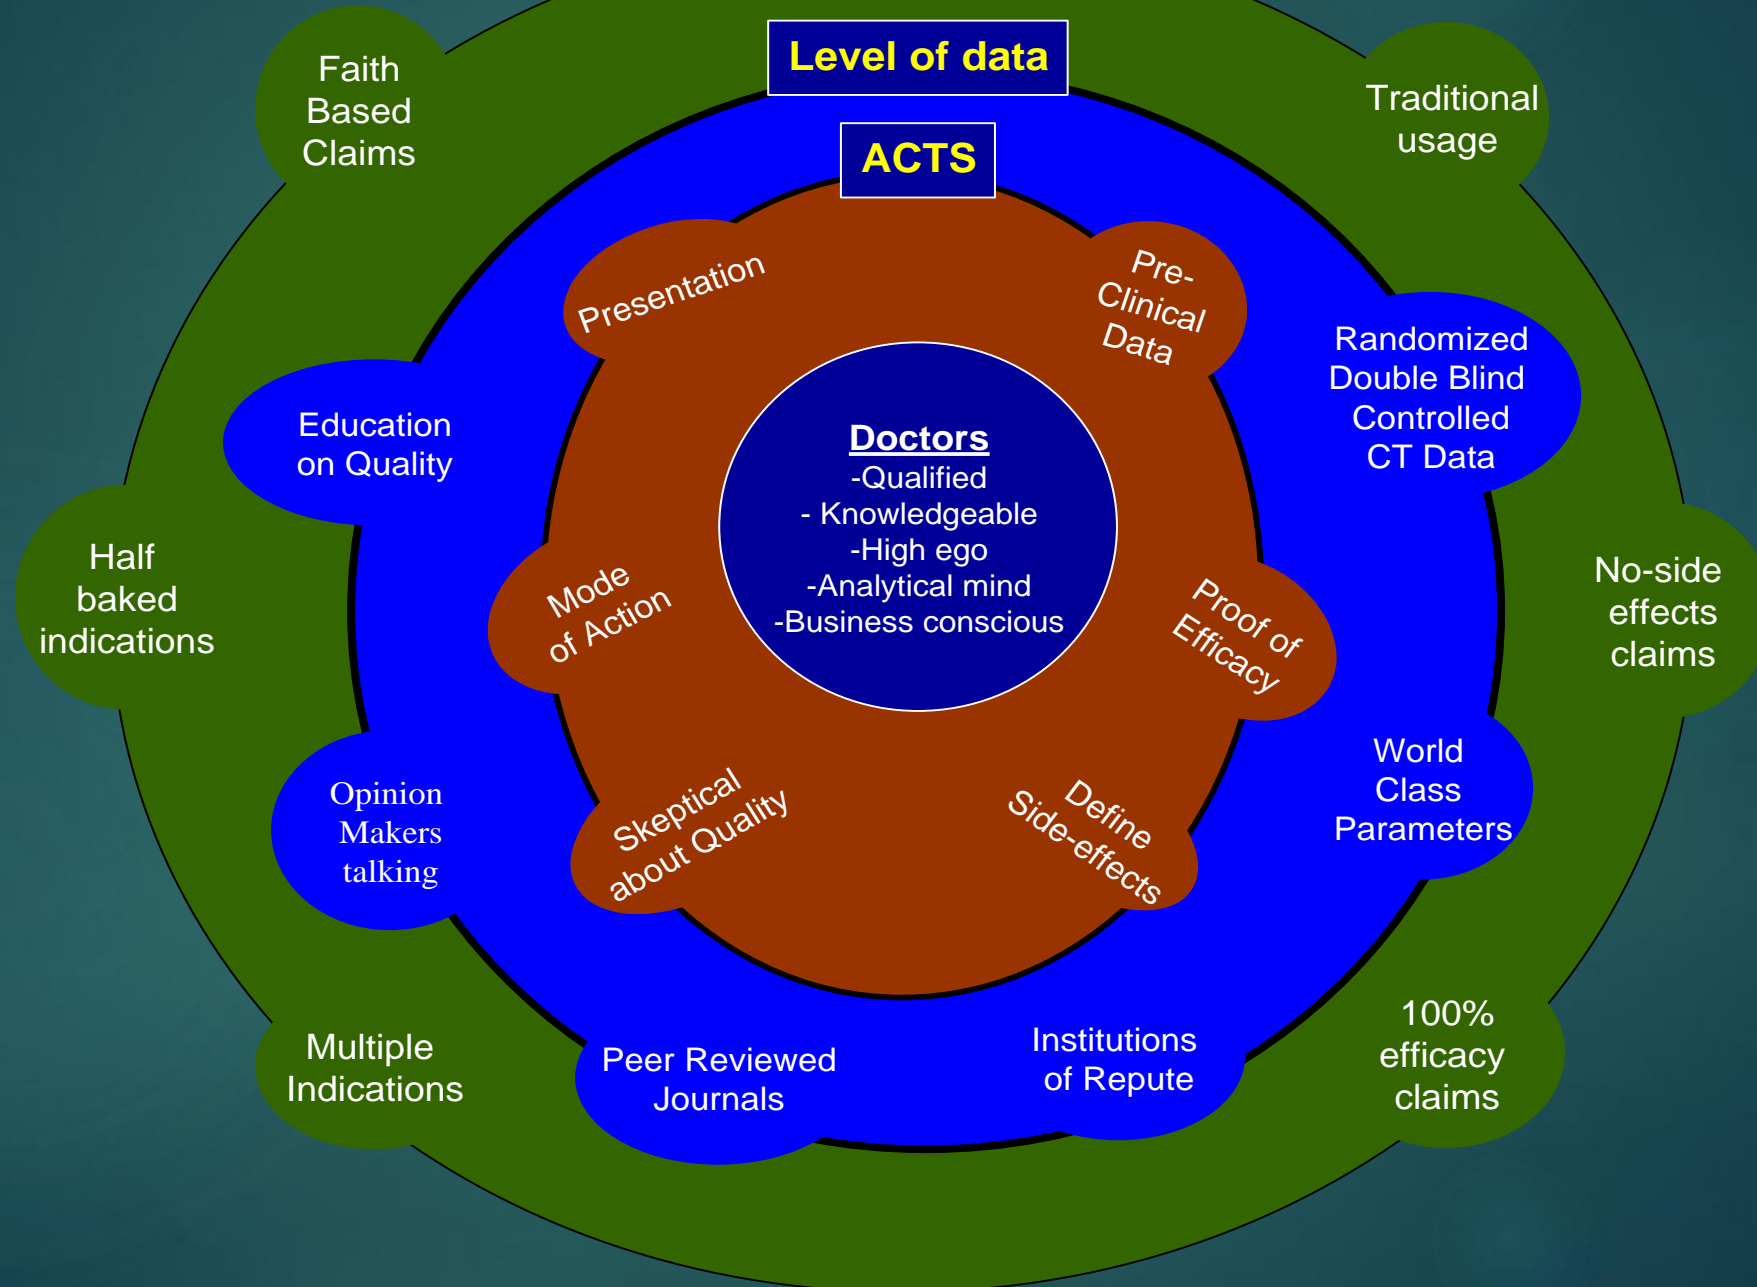 Level of data
ACTS
Faith
Based
Claims
Traditional
usage
Presentation
Pre-
Clinical
Data
Randomized
Double Blind
Controlled
CT Data
Education
on Quality
Doctors
-Qualified
- Knowledgeable
-High ego
-Analytical mind
-Business conscious
Half
baked
indications
Mode
of Action
Proof of
Efficacy
No-side
effects
claims
Opinion
Makers
talking
Skeptical
about Quality
Define
Side-effects
World
Class
Parameters
Multiple
Indications
Peer Reviewed
Journals
Institutions
of Repute
100%
efficacy
claims